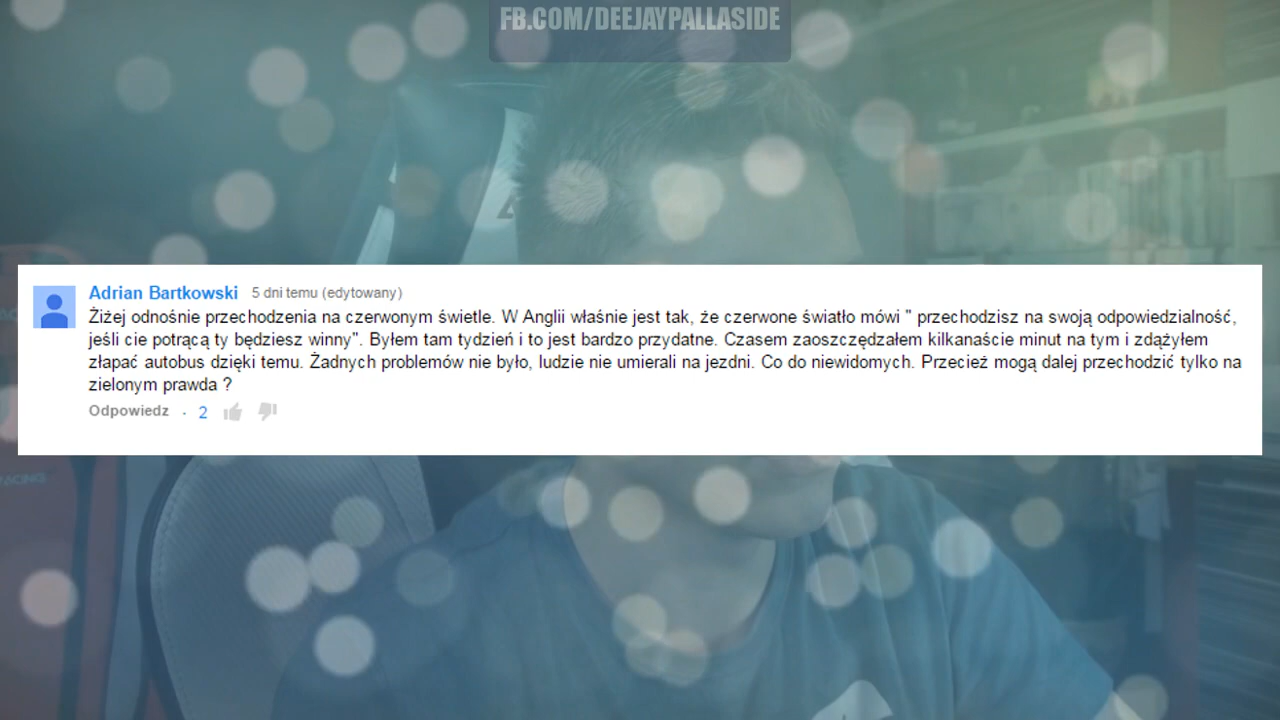 FB.COM/DEEJAYPALLASIDE
Adrian Bartkowski 5 dni temu (edytowany)
Żiżej odnośnie przechodzenia na czerwonym świetle. W Anglii właśnie jest tak, że czerwone światło mówi " przechodzisz na swoją odpowiedzialność,
jeśli cie potrącą ty będziesz winny". Byłem tam tydzień i to jest bardzo przydatne. Czasem zaoszczędzałem kilkanaście minut na tym i zdążyłem
złapać autobus dzięki temu. Żadnych problemów nie było, ludzie nie umierali na jezdni. Co do niewidomych. Przecież mogą dalej przechodzić tylko na
zielonym prawda ?
Odpowiedz · 2
ACING